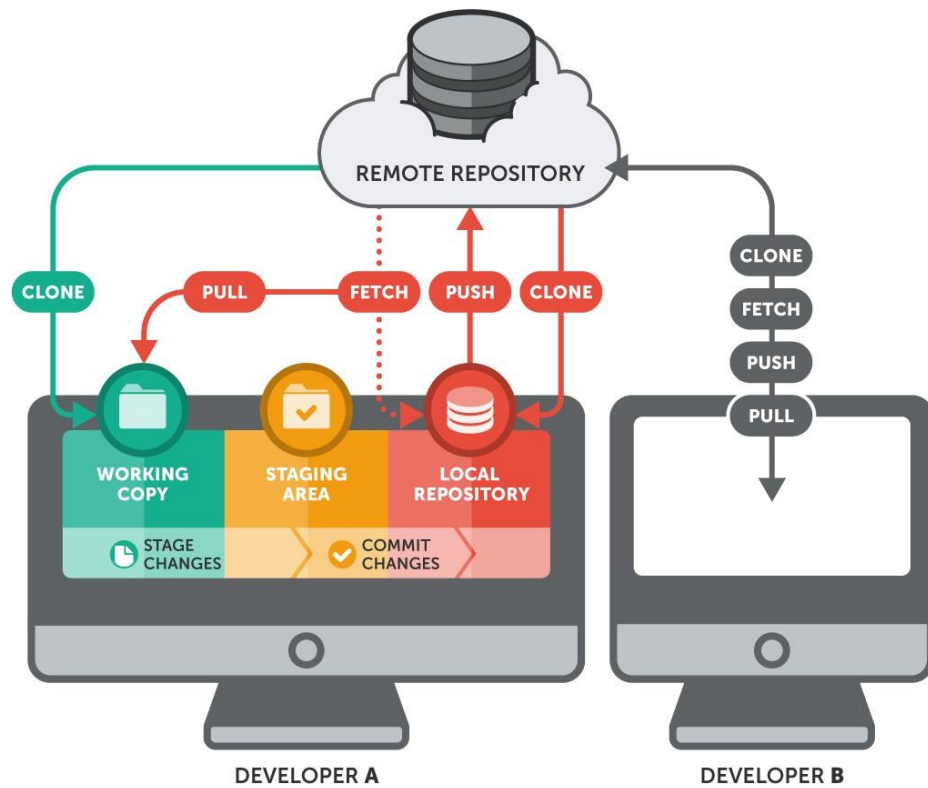 REMOTE REPOSITORY
CLONE
PULL
FETCH
PUSH
CLONE
CLONE
FETCH
PUSH
PULL
WORKING
COPY
STAGING
AREA
LOCAL
REPOSITORY
STAGE
CHANGES
COMMIT
CHANGES
DEVELOPER A
DEVELOPER B